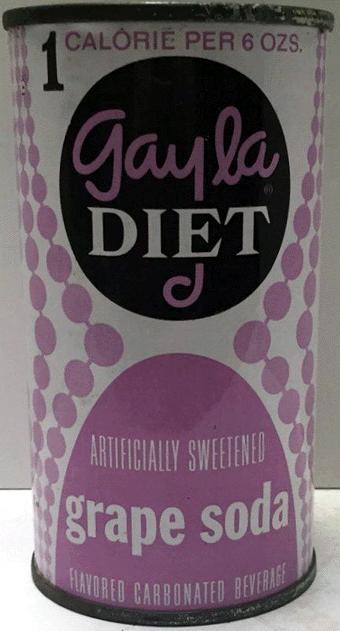 1 CALORIE PER 6 OZS.
Gayla
®
DIET
ARTIFICIALLY SWEETENED
grape soda
FLAVORED CARBONATED BEVERAGE